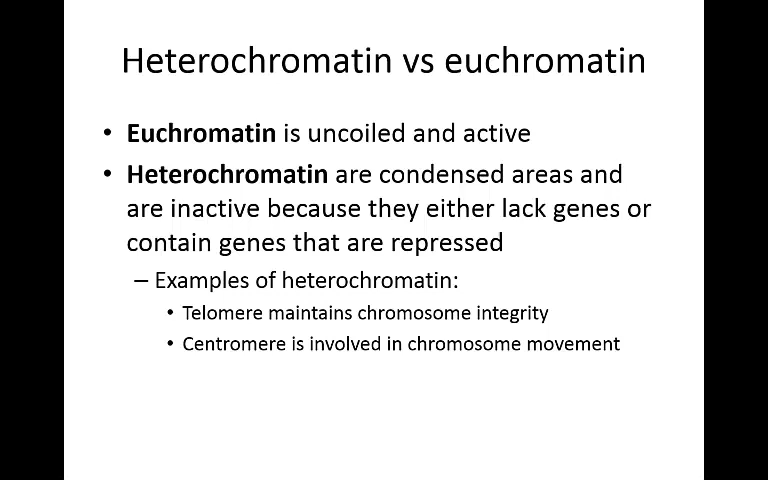 Heterochromatin vs euchromatin
• Euchromatin is uncoiled and active
• Heterochromatin are condensed areas and
are inactive because they either lack genes or
contain genes that are repressed
– Examples of heterochromatin:
• Telomere maintains chromosome integrity
• Centromere is involved in chromosome movement